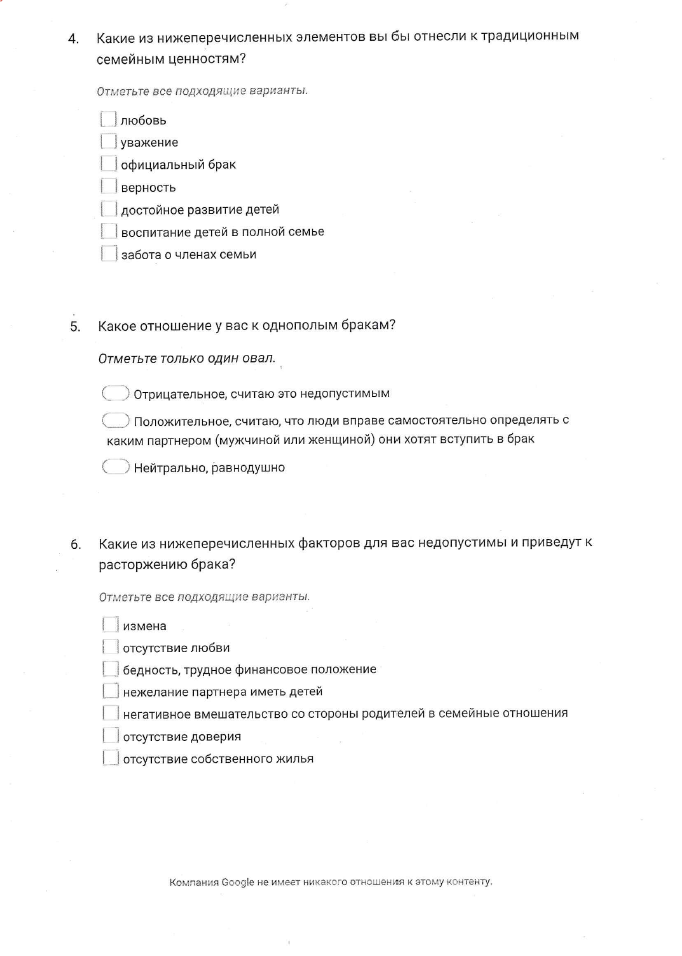 4. Какие из нижеперечисленных элементов вы бы отнесли к традиционным
семейным ценностям?
Отметьте все подходящие варианты.
любовь
уважение
официальный брак
верность
достойное развитие детей
воспитание детей в полной семье
забота о членах семьи
5. Какое отношение у вас к однополым бракам?
Отметьте только один овал.
Отрицательное, считаю это недопустимым
Положительное, считаю, что люди вправе самостоятельно определять с
каким партнером (мужчиной или женщиной) они хотят вступить в брак
Нейтрально, равнодушно
6. Какие из нижеперечисленных факторов для вас недопустимы и приведут к
расторжению брака?
Отметьте все подходящие варианты.
измена
отсутствие любви
бедность, трудное финансовое положение
нежелание партнера иметь детей
негативное вмешательство со стороны родителей в семейные отношения
отсутствие доверия
отсутствие собственного жилья
Компания Google не имеет никакого отношения к этому контенту.